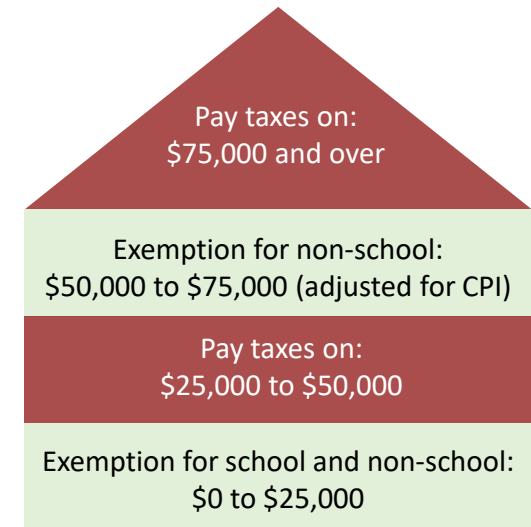 Pay taxes on:
$75,000 and over
Exemption for non-school:
$50,000 to $75,000 (adjusted for CPI)
Pay taxes on:
$25,000 to $50,000
Exemption for school and non-school:
$0 to $25,000